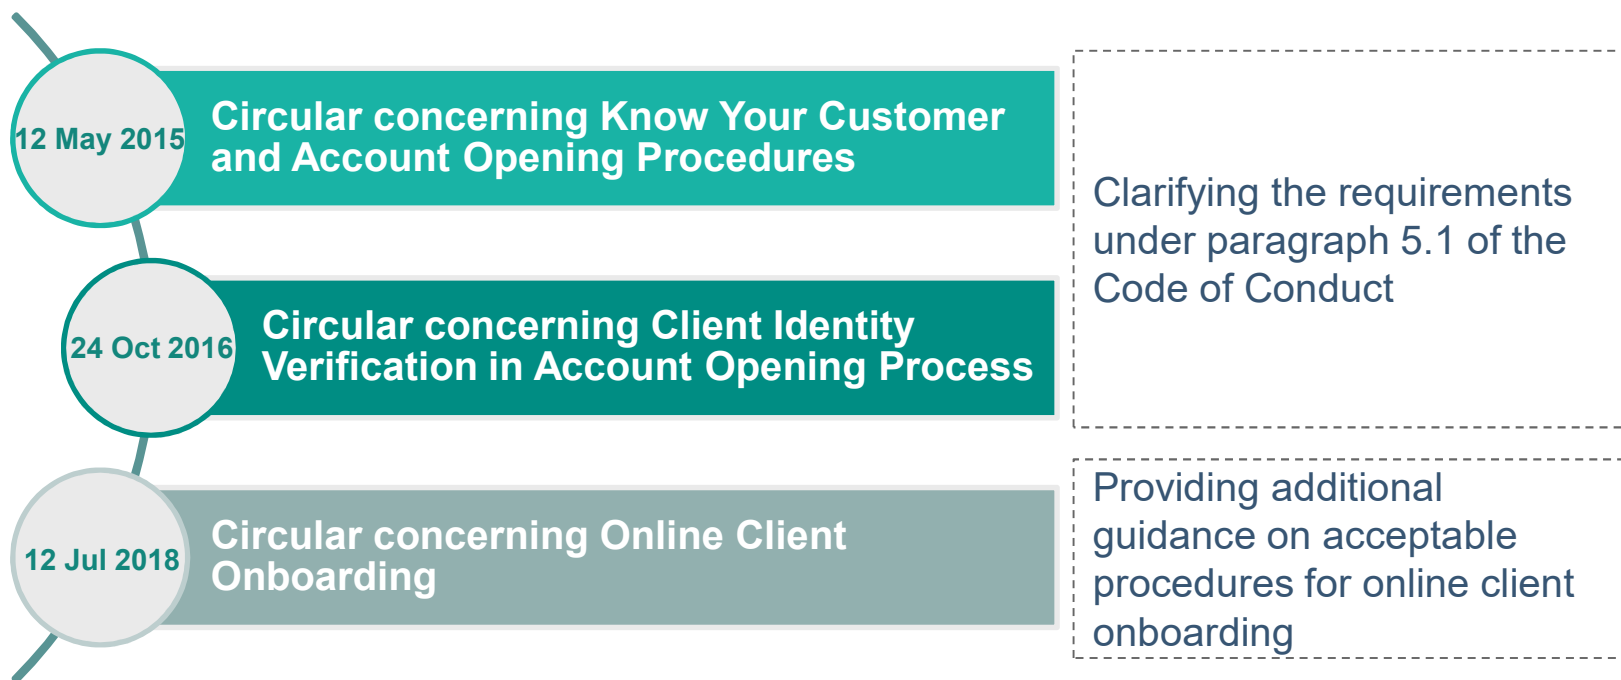 12 May 2015
Circular concerning Know Your Customer
and Account Opening Procedures
24 Oct 2016
Circular concerning Client Identity
Verification in Account Opening Process
Clarifying the requirements
under paragraph 5.1 of the
Code of Conduct
12 Jul 2018
Circular concerning Online Client
Onboarding
Providing additional
guidance on acceptable
procedures for online client
onboarding